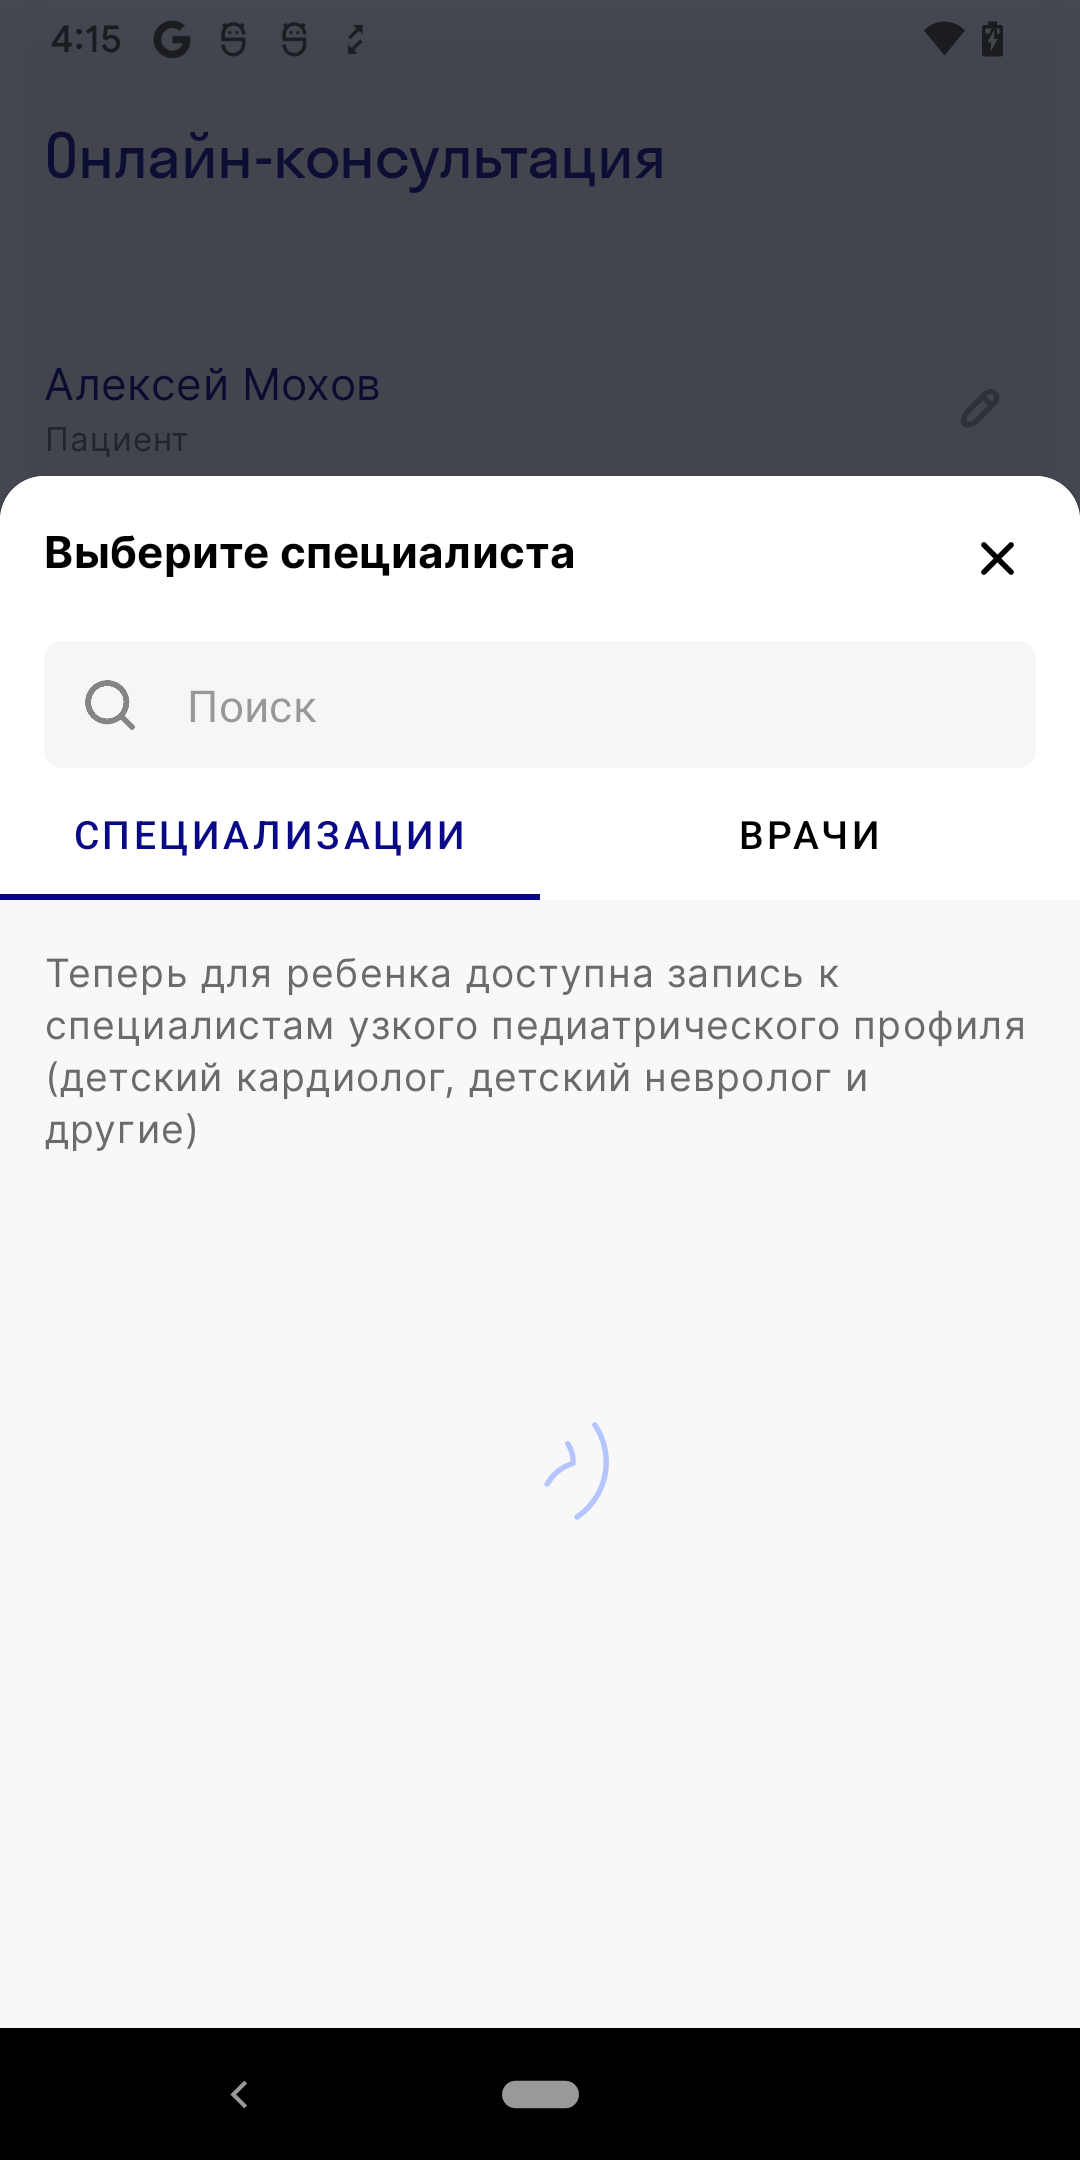 4:15
Онлайн-консультация
Алексей Мохов
Пациент
Выберите специалиста
Поиск
СПЕЦИАЛИЗАЦИИ
ВРАЧИ
Теперь для ребенка доступна запись к
специалистам узкого педиатрического профиля
(детский кардиолог, детский невролог и
другие)